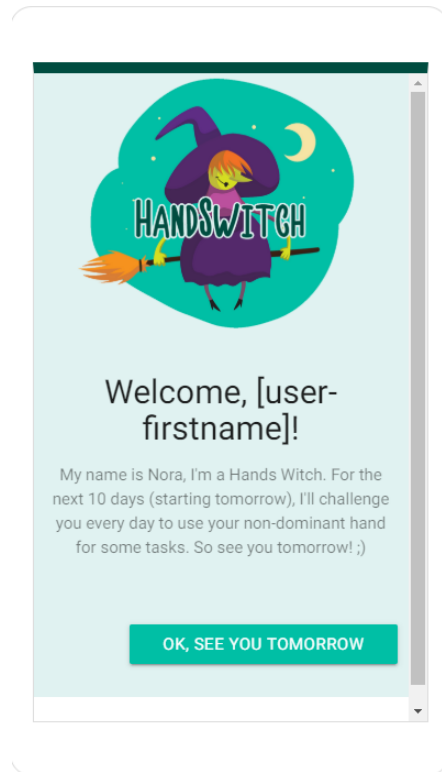 HANDSWITCH
Welcome, [user-
firstname]!
My name is Nora, I'm a Hands Witch. For the
next 10 days (starting tomorrow), I'll challenge
you every day to use your non-dominant hand
for some tasks. So see you tomorrow! ;)
OK, SEE YOU TOMORROW